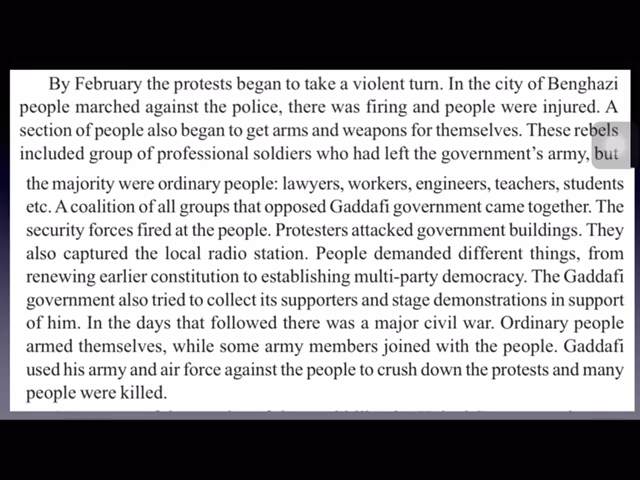 By February the protests began to take a violent turn. In the city of Benghazi
people marched against the police, there was firing and people were injured. A
section of people also began to get arms and weapons for themselves. These rebels
included group of professional soldiers who had left the government's army, but
the majority were ordinary people: lawyers, workers, engineers, teachers, students
etc. A coalition of all groups that opposed Gaddafi government came together. The
security forces fired at the people. Protesters attacked government buildings. They
also captured the local radio station. People demanded different things, from
renewing earlier constitution to establishing multi-party democracy. The Gaddafi
government also tried to collect its supporters and stage demonstrations in support
of him. In the days that followed there was a major civil war. Ordinary people
armed themselves, while some army members joined with the people. Gaddafi
used his army and air force against the people to crush down the protests and many
people were killed.